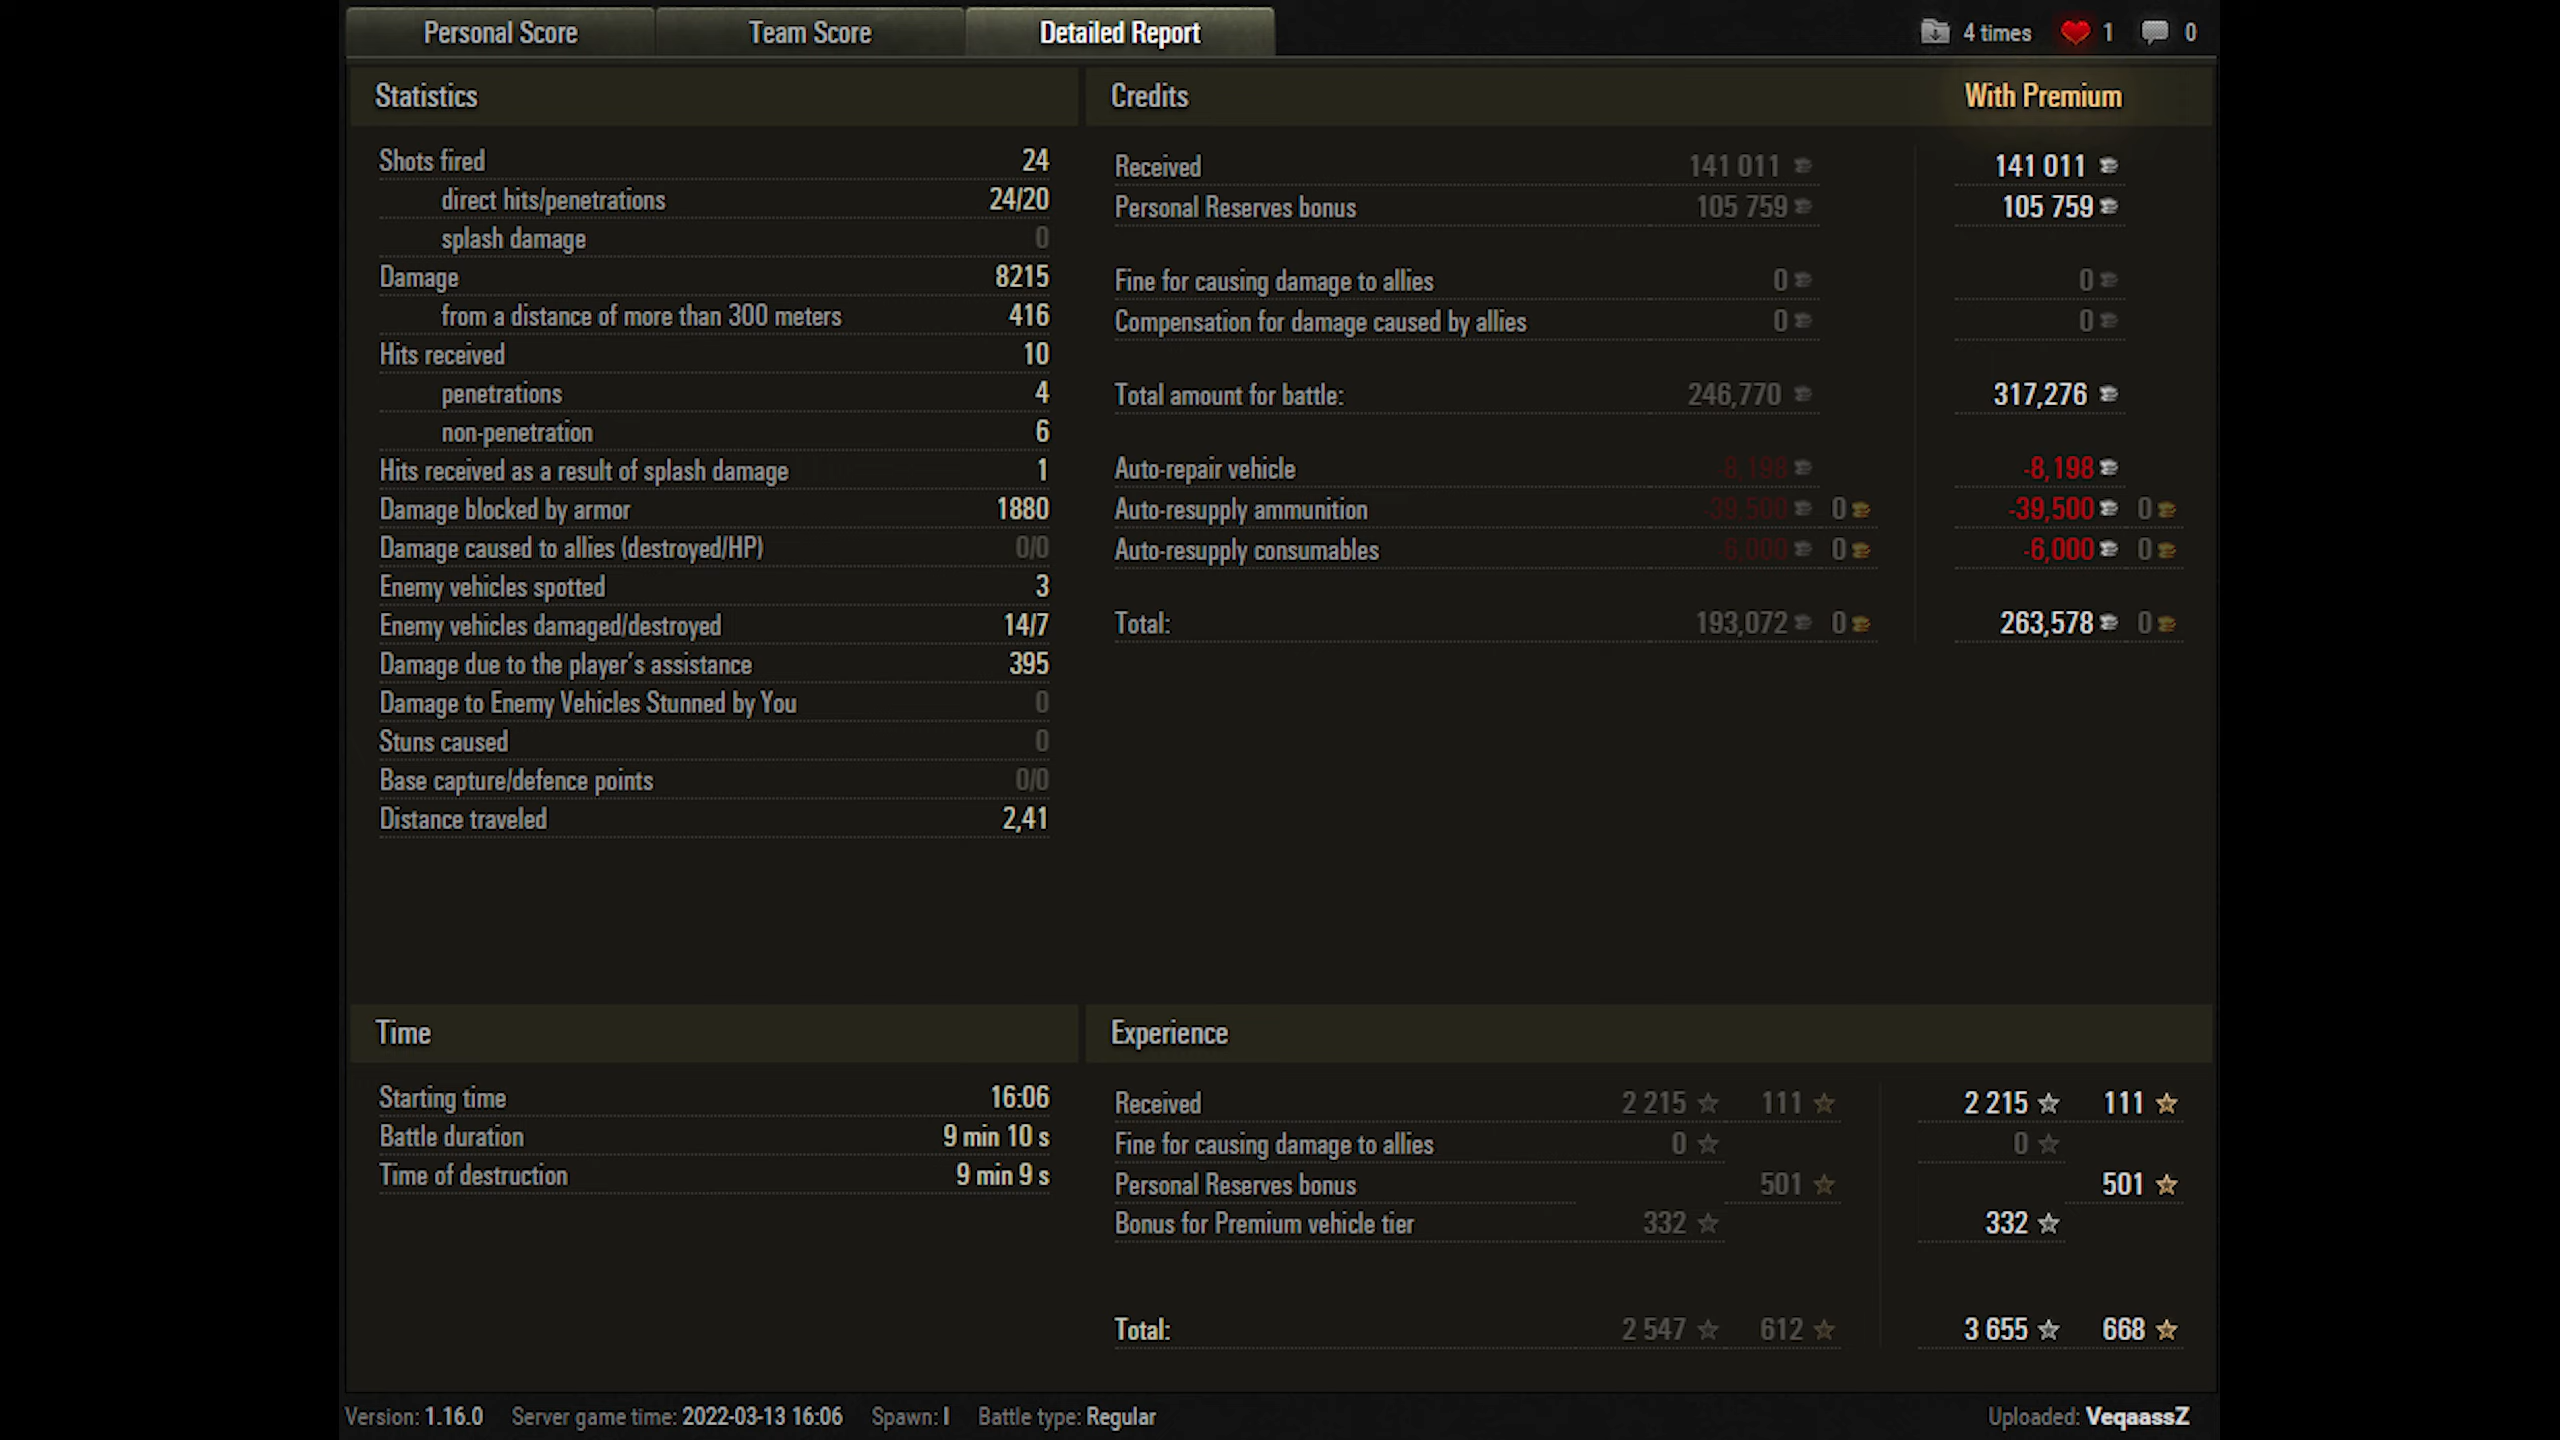 Personal Score Team Score Detailed Report 4 times 1 0
Statistics
Shots fired 24
direct hits/penetrations 24/20
splash damage 0
Damage 8215
from a distance of more than 300 meters 416
Hits received 10
penetrations 4
non-penetration 6
Hits received as a result of splash damage 1
Damage blocked by armor 1880
Damage caused to allies (destroyed/HP) 0/0
Enemy vehicles spotted 3
Enemy vehicles damaged/destroyed 14/7
Damage due to the player's assistance 395
Damage to Enemy Vehicles Stunned by You 0
Stuns caused 0
Base capture/defence points 0/0
Distance traveled 2,41
Credits With Premium
Received 141 011 141 011
Personal Reserves bonus 105 759 105 759
Fine for causing damage to allies 0 0
Compensation for damage caused by allies 0 0
Total amount for battle: 246,770 317,276
Auto-repair vehicle -8,198 -8,198
Auto-resupply ammunition -39,500 0 -39,500 0
Auto-resupply consumables -6,000 0 -6,000 0
Total: 193,072 0 263,578 0
Time
Starting time 16:06
Battle duration 9 min 10 s
Time of destruction 9 min 9 s
Experience
Received 2 215 111 2 215 111
Fine for causing damage to allies 0 0
Personal Reserves bonus 501 501
Bonus for Premium vehicle tier 332 332
Total: 2 547 612 3 655 668
Version: 1.16.0 Server game time: 2022-03-13 16:06 Spawn: I Battle type: Regular Uploaded: VeqaassZ